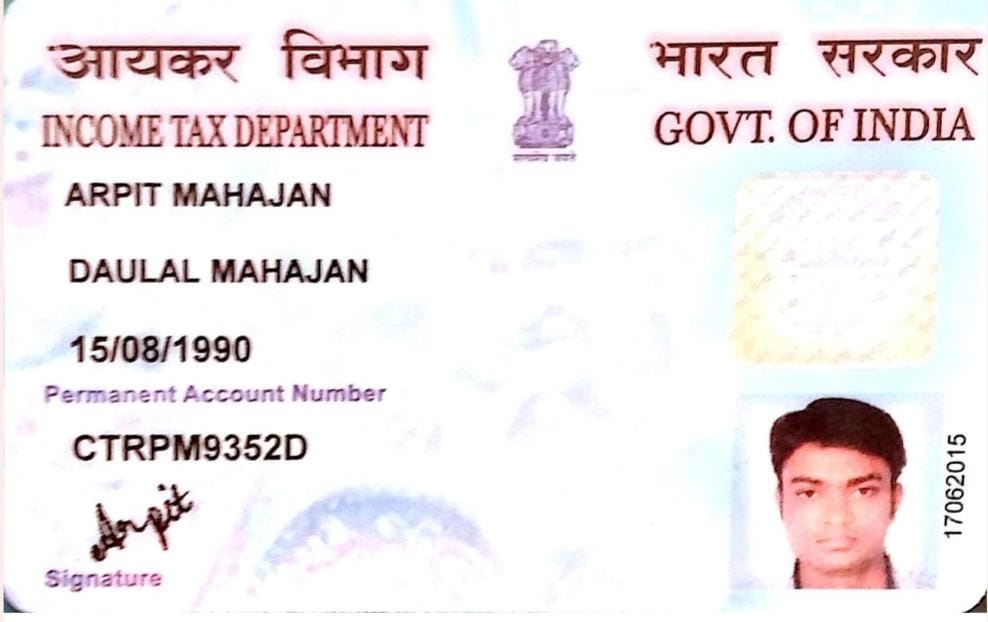 आयकर विभाग
भारत सरकार
INCOME TAX DEPARTMENT
GOVT. OF INDIA
सत्यमेव जयते
ARPIT MAHAJAN
DAULAL MAHAJAN
15/08/1990
Permanent Account Number
CTRPM9352D
Arpit
Signature
17062015